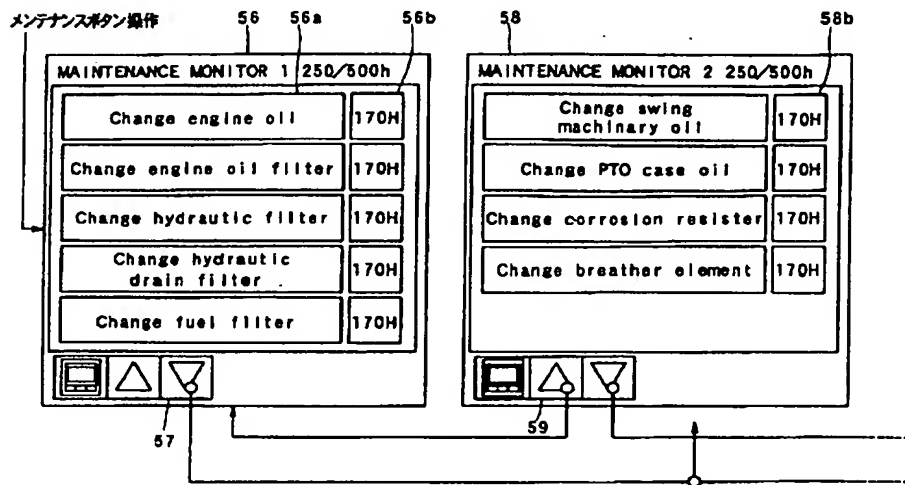 メンテナンスボタン操作
56
56a
56b
MAINTENANCE MONITOR 1 250/500h
Change engine oil
170H
Change engine oil filter
170H
Change hydrautic filter
170H
Change hydrautic
drain filter
170H
Change fuel filter
170H
57
58
58b
MAINTENANCE MONITOR 2 250/500h
Change swing
machinary oil
170H
Change PTO case oil
170H
Change corrosion resister
170H
Change breather element
170H
59